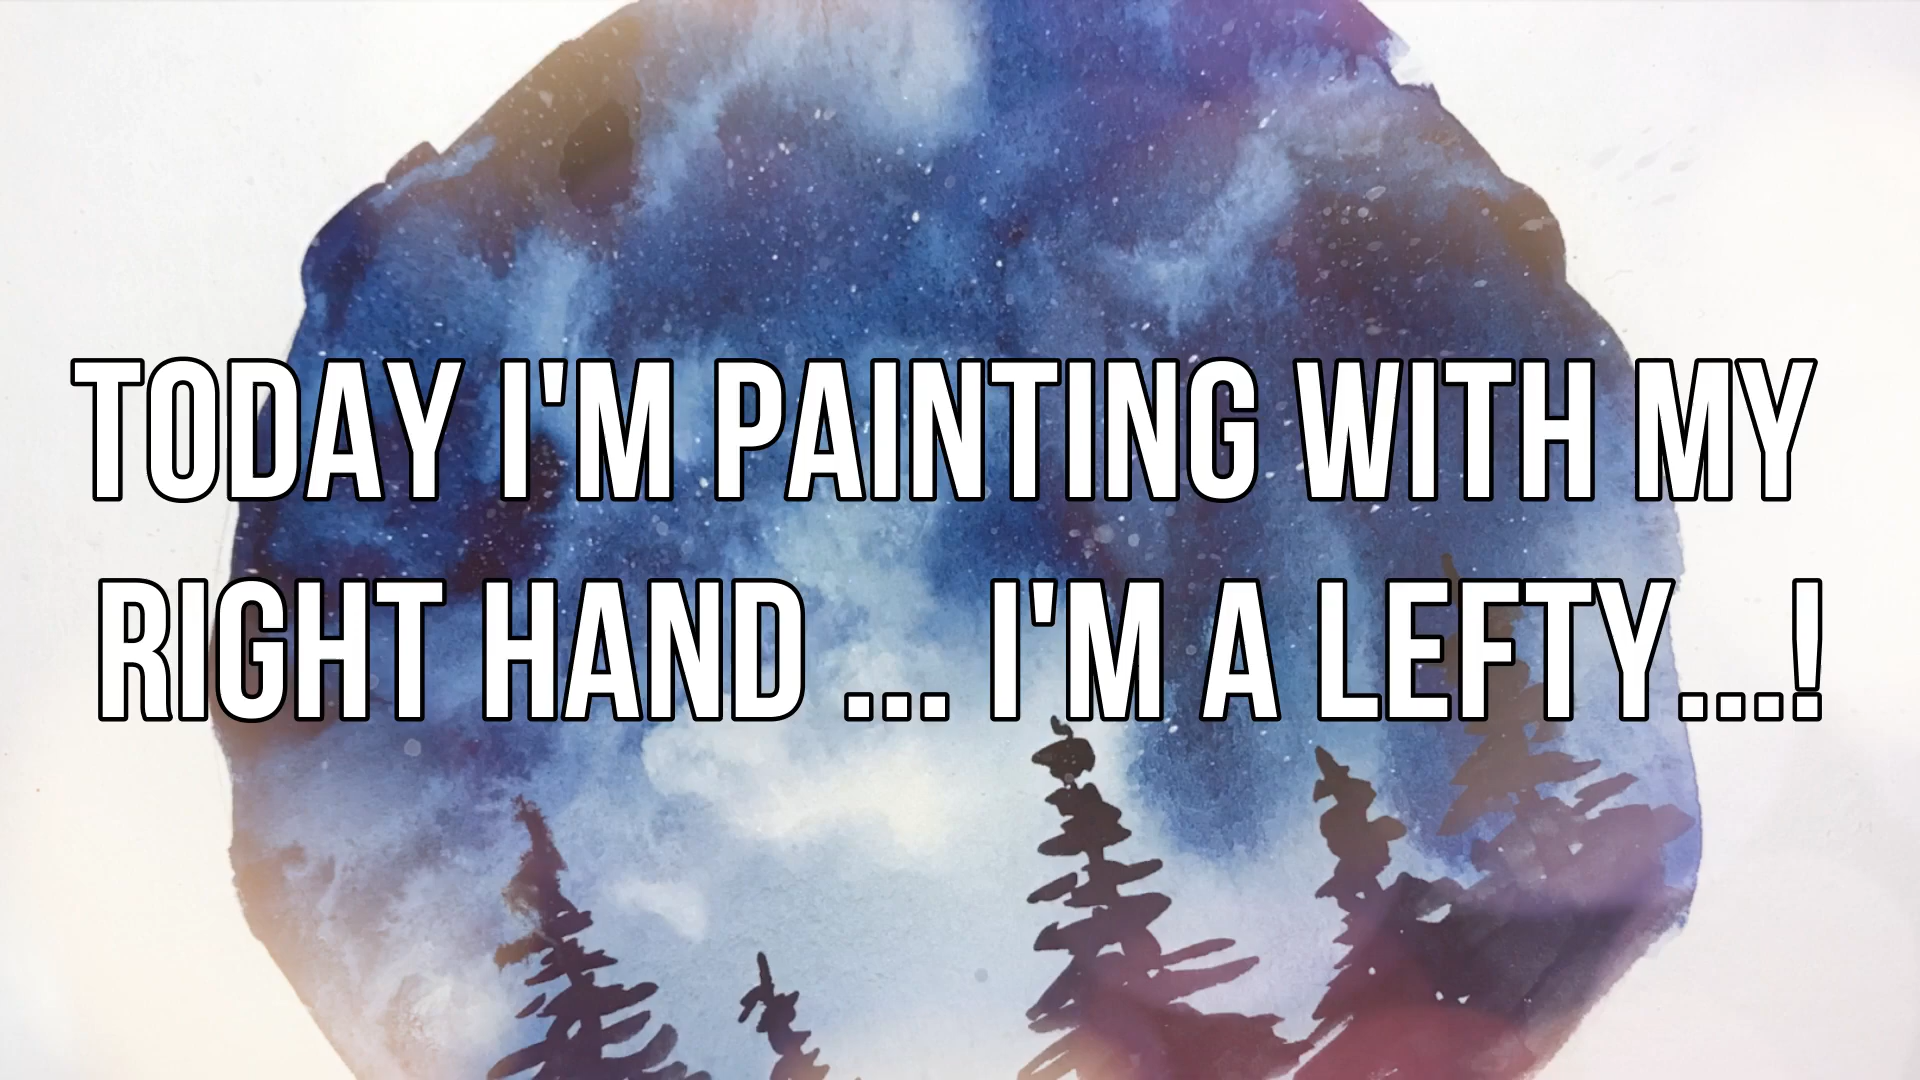 TODAY I'M PAINTING WITH MY
RIGHT HAND ... I'M A LEFTY...!